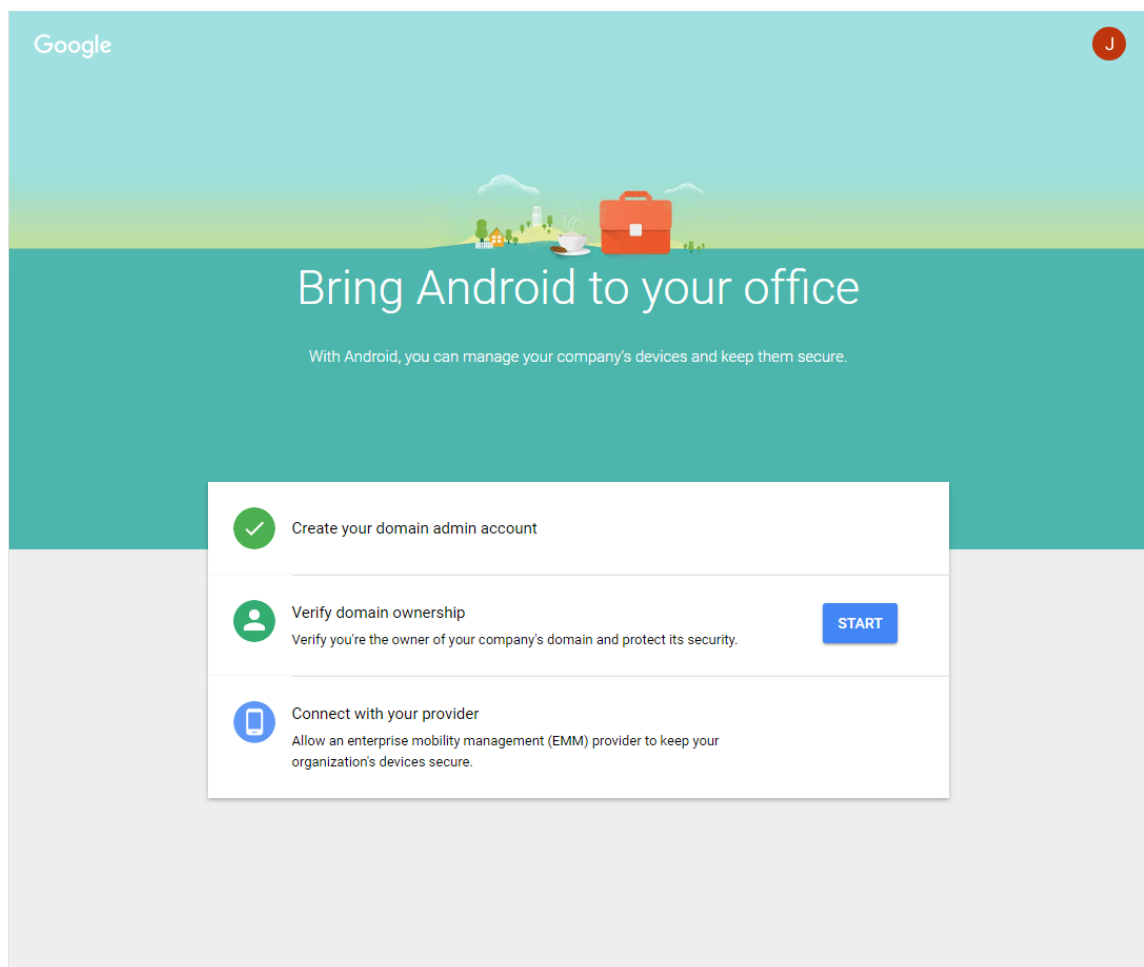 Google
J
Bring Android to your office
With Android, you can manage your company's devices and keep them secure.
Create your domain admin account
Verify domain ownership
Verify you're the owner of your company's domain and protect its security.
START
Connect with your provider
Allow an enterprise mobility management (EMM) provider to keep your
organization's devices secure.